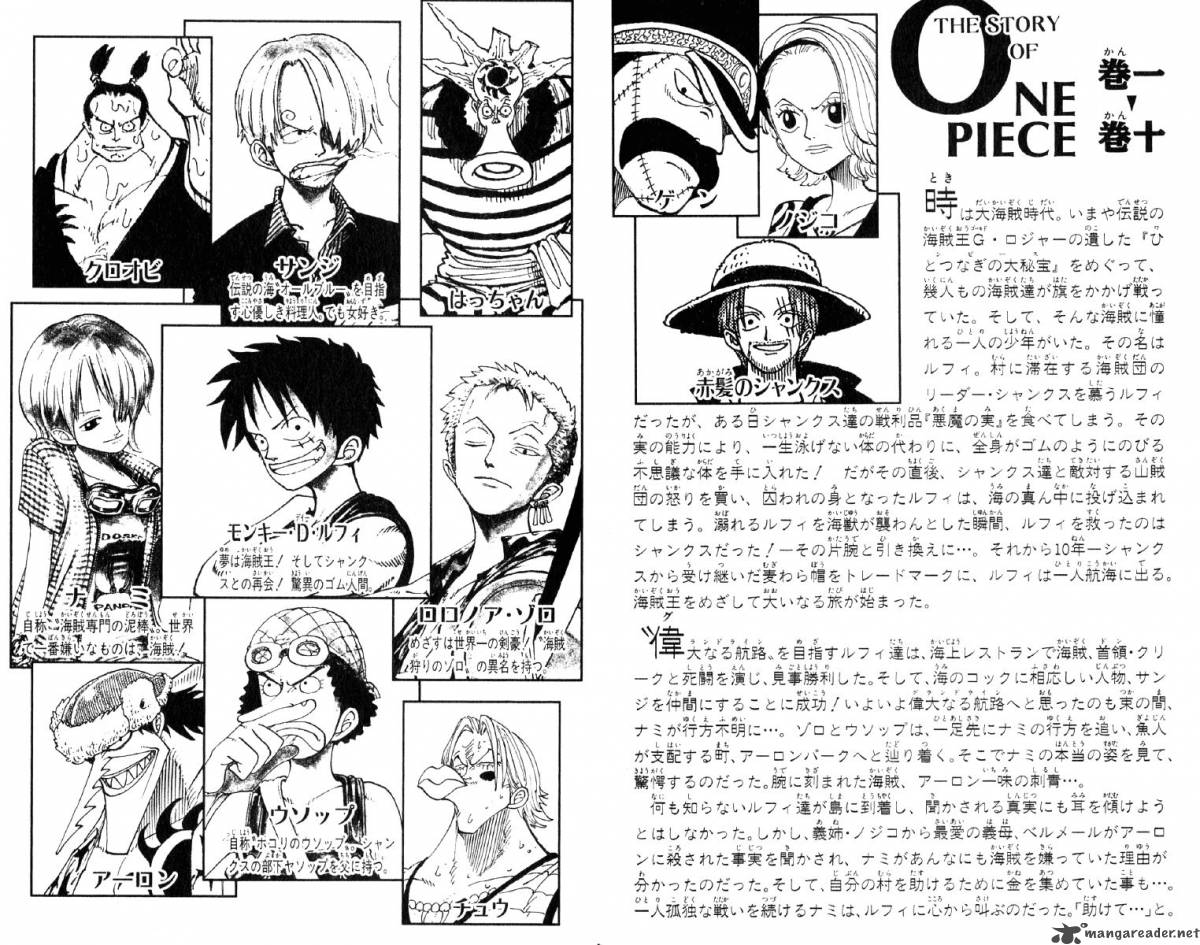 THE STORY
OF
ONE
PIECE
巻一
▼
巻十
時は大海賊時代。いまや伝説の
海賊王G・ロジャーの遺した『ひ
とつなぎの大秘宝』をめぐって、
幾人もの海賊達が旗をかかげ戦っ
ていた。そして、そんな海賊に憧
れる一人の少年がいた。その名は
ルフィ。村に滞在する海賊団の
リーダー・シャンクスを慕うルフィ
だったが、ある日シャンクス達の戦利品『悪魔の実』を食べてしまう。その
実の能力により、一生泳げない体の代わりに、全身がゴムのようにのびる
不思議な体を手に入れた! だがその直後、シャンクス達と敵対する山賊
団の怒りを買い、囚われの身となったルフィは、海の真ん中に投げ込まれ
てしまう。溺れるルフィを海獣が襲わんとした瞬間、ルフィを救ったのは
シャンクスだった!―その片腕と引き換えに…。それから10年―シャンク
スから受け継いだ麦わら帽をトレードマークに、ルフィは一人航海に出る。
海賊王をめざして大いなる旅が始まった。
〝偉大なる航路〟を目指すルフィ達は、海上レストランで海賊、首領・クリ
ークと死闘を演じ、見事勝利した。そして、海のコックに相応しい人物、サン
ジを仲間にすることに成功!いよいよ偉大なる航路へと思ったのも束の間、
ナミが行方不明に…。ゾロとウソップは、一足先にナミの行方を追い、魚人
が支配する町、アーロンパークへと辿り着く。そこでナミの本当の姿を見て、
驚愕するのだった。腕に刻まれた海賊、アーロン一味の刺青…。
何も知らないルフィ達が島に到着し、聞かされる真実にも耳を傾けよう
とはしなかった。しかし、義姉・ノジコから最愛の義母、ベルメールがアーロ
ンに殺された事実を聞かされ、ナミがあんなにも海賊を嫌っていた理由が
分かったのだった。そして、自分の村を助けるために金を集めていた事も…。
一人孤独な戦いを続けるナミは、ルフィに心から叫ぶのだった。「助けて…」と。
ゲン
ノジコ
赤髪のシャンクス
クロオビ
サンジ
伝説の海〝オールブルー〟を目指
す心優しき料理人。でも女好き。
はっちゃん
ナミ
自称〝海賊専門の泥棒〟。世界
で一番嫌いなものは、海賊!
モンキー・D・ルフィ
夢は海賊王! そしてシャンク
スとの再会! 驚異のゴム人間。
ロロノア・ゾロ
めざすは世界一の剣豪!〝海賊
狩りのゾロ〟の異名を持つ。
アーロン
ウソップ
自称〝ホコリのウソップ〟。シャン
クスの部下ヤソップを父に持つ。
チュウ
mangareader.net